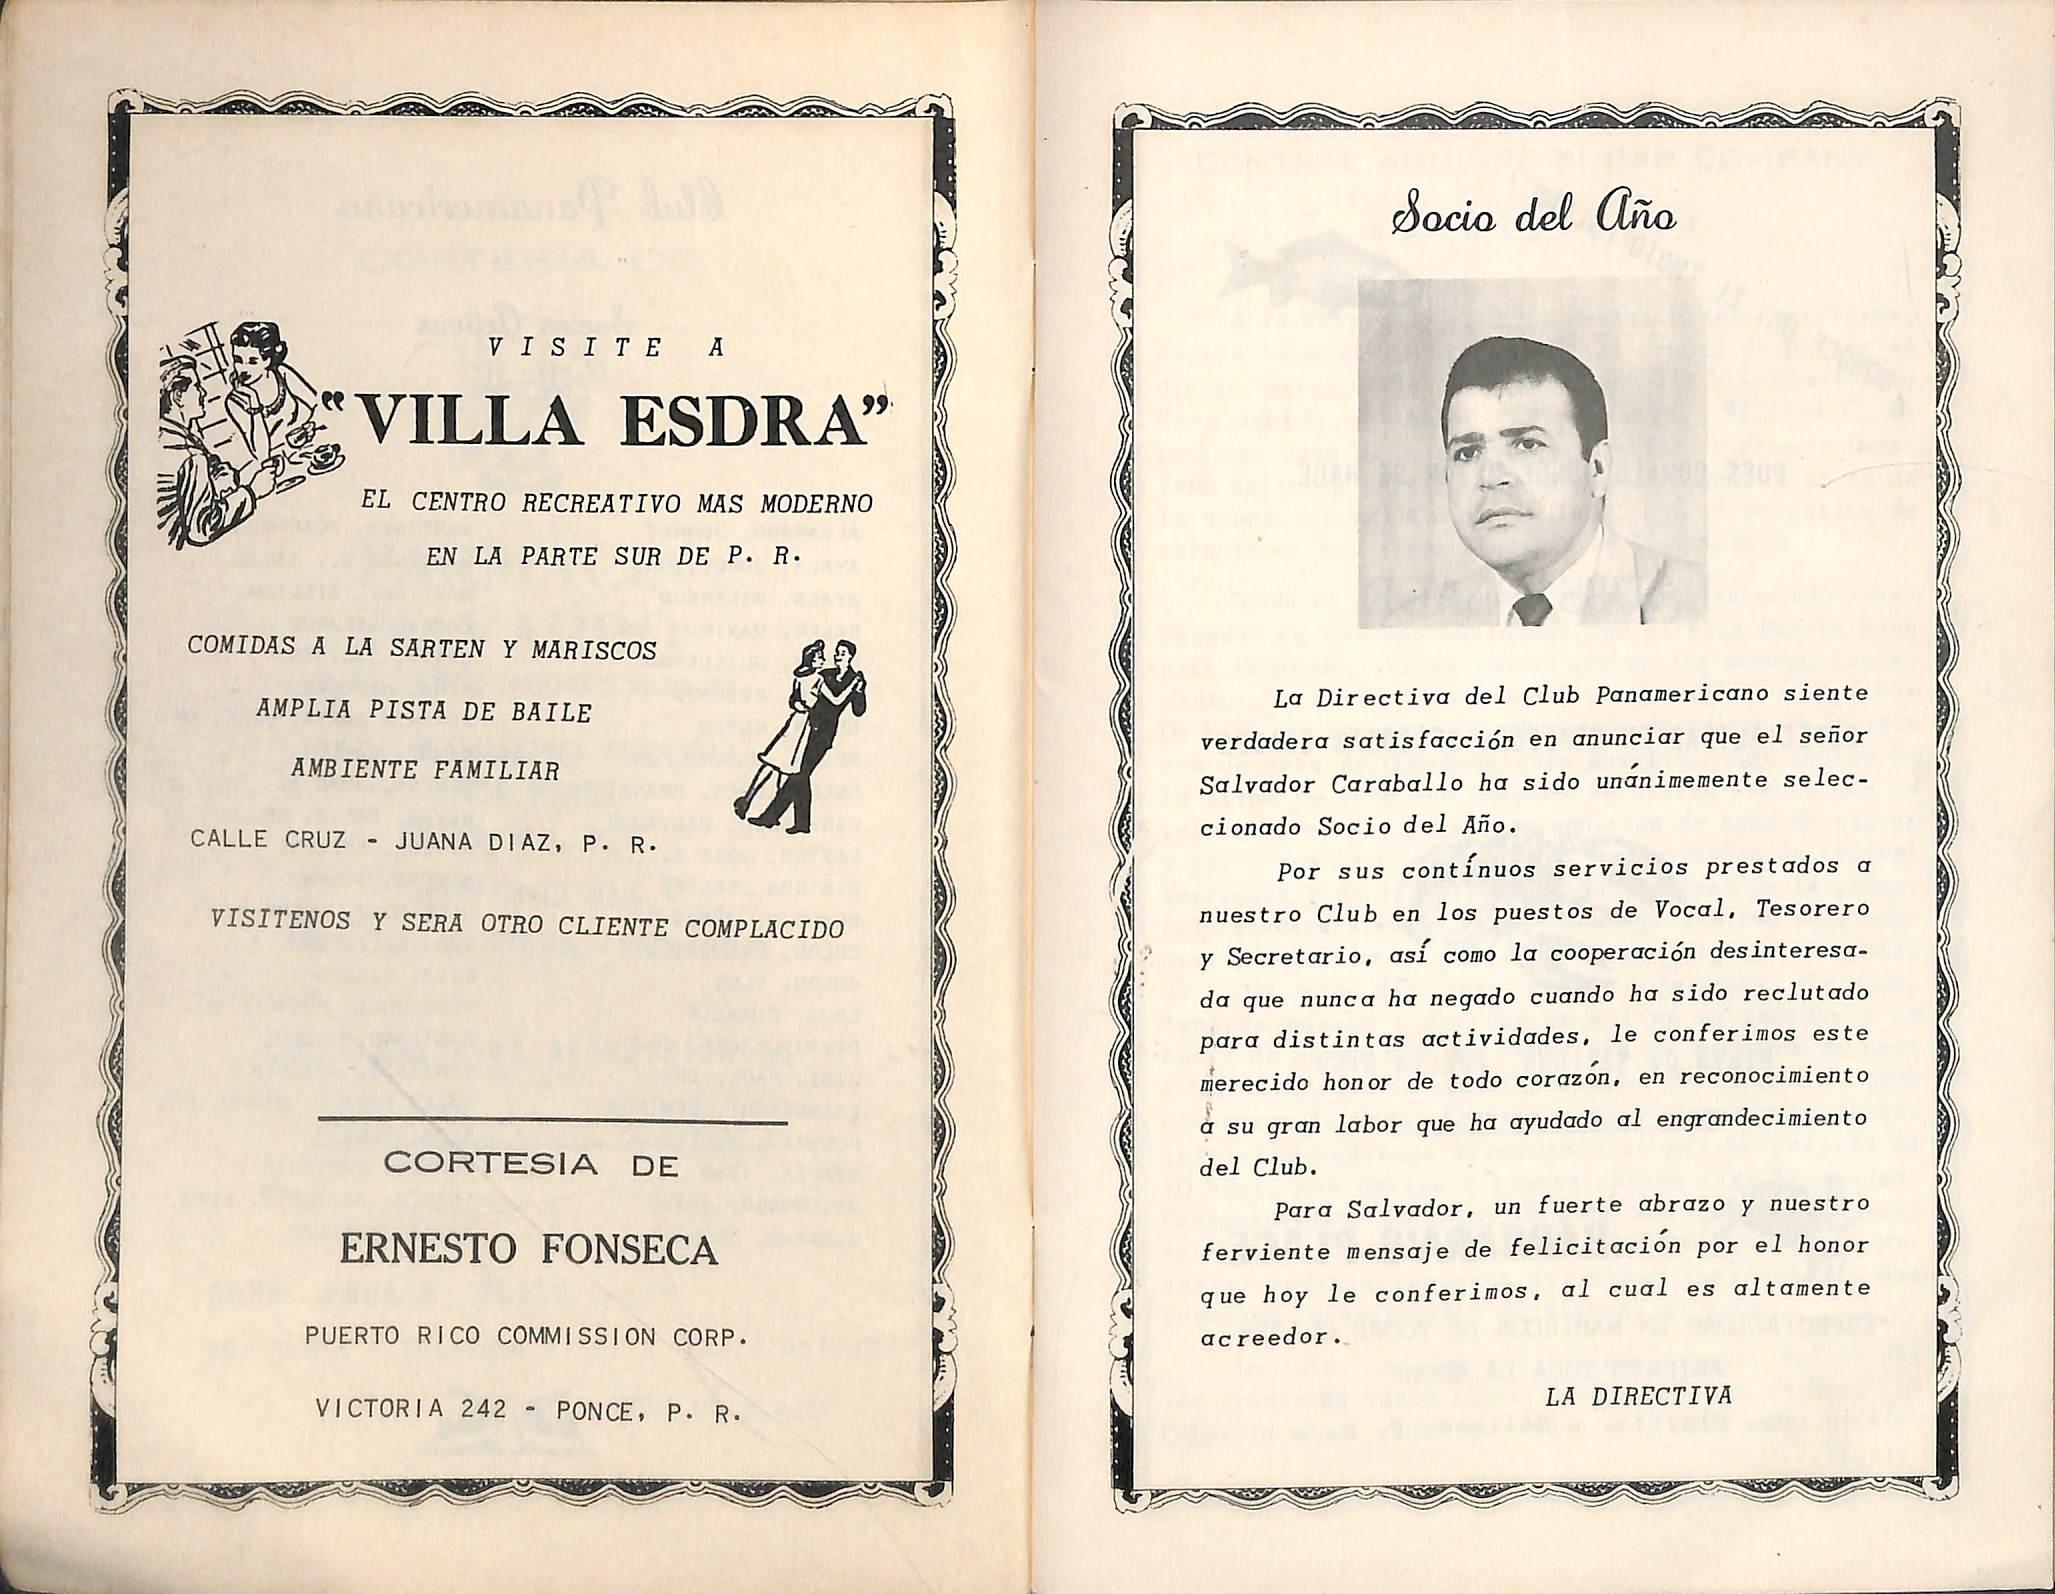 VISITE A
"VILLA ESDRA"
EL CENTRO RECREATIVO MAS MODERNO
EN LA PARTE SUR DE P. R.
COMIDAS A LA SARTEN Y MARISCOS
AMPLIA PISTA DE BAILE
AMBIENTE FAMILIAR
CALLE CRUZ - JUANA DIAZ, P. R.
VISITENOS Y SERA OTRO CLIENTE COMPLACIDO
CORTESIA DE
ERNESTO FONSECA
PUERTO RICO COMMISSION CORP.
VICTORIA 242 - PONCE, P. R.
Socio del Año
La Directiva del Club Panamericano siente
verdadera satisfacción en anunciar que el señor
Salvador Caraballo ha sido unánimemente selec-
cionado Socio del Año.
Por sus contínuos servicios prestados a
nuestro Club en los puestos de Vocal, Tesorero
y Secretario, así como la cooperación desinteresa-
da que nunca ha negado cuando ha sido reclutado
para distintas actividades, le conferimos este
merecido honor de todo corazón, en reconocimiento
a su gran labor que ha ayudado al engrandecimiento
del Club.
Para Salvador, un fuerte abrazo y nuestro
ferviente mensaje de felicitación por el honor
que hoy le conferimos, al cual es altamente
acreedor.
LA DIRECTIVA